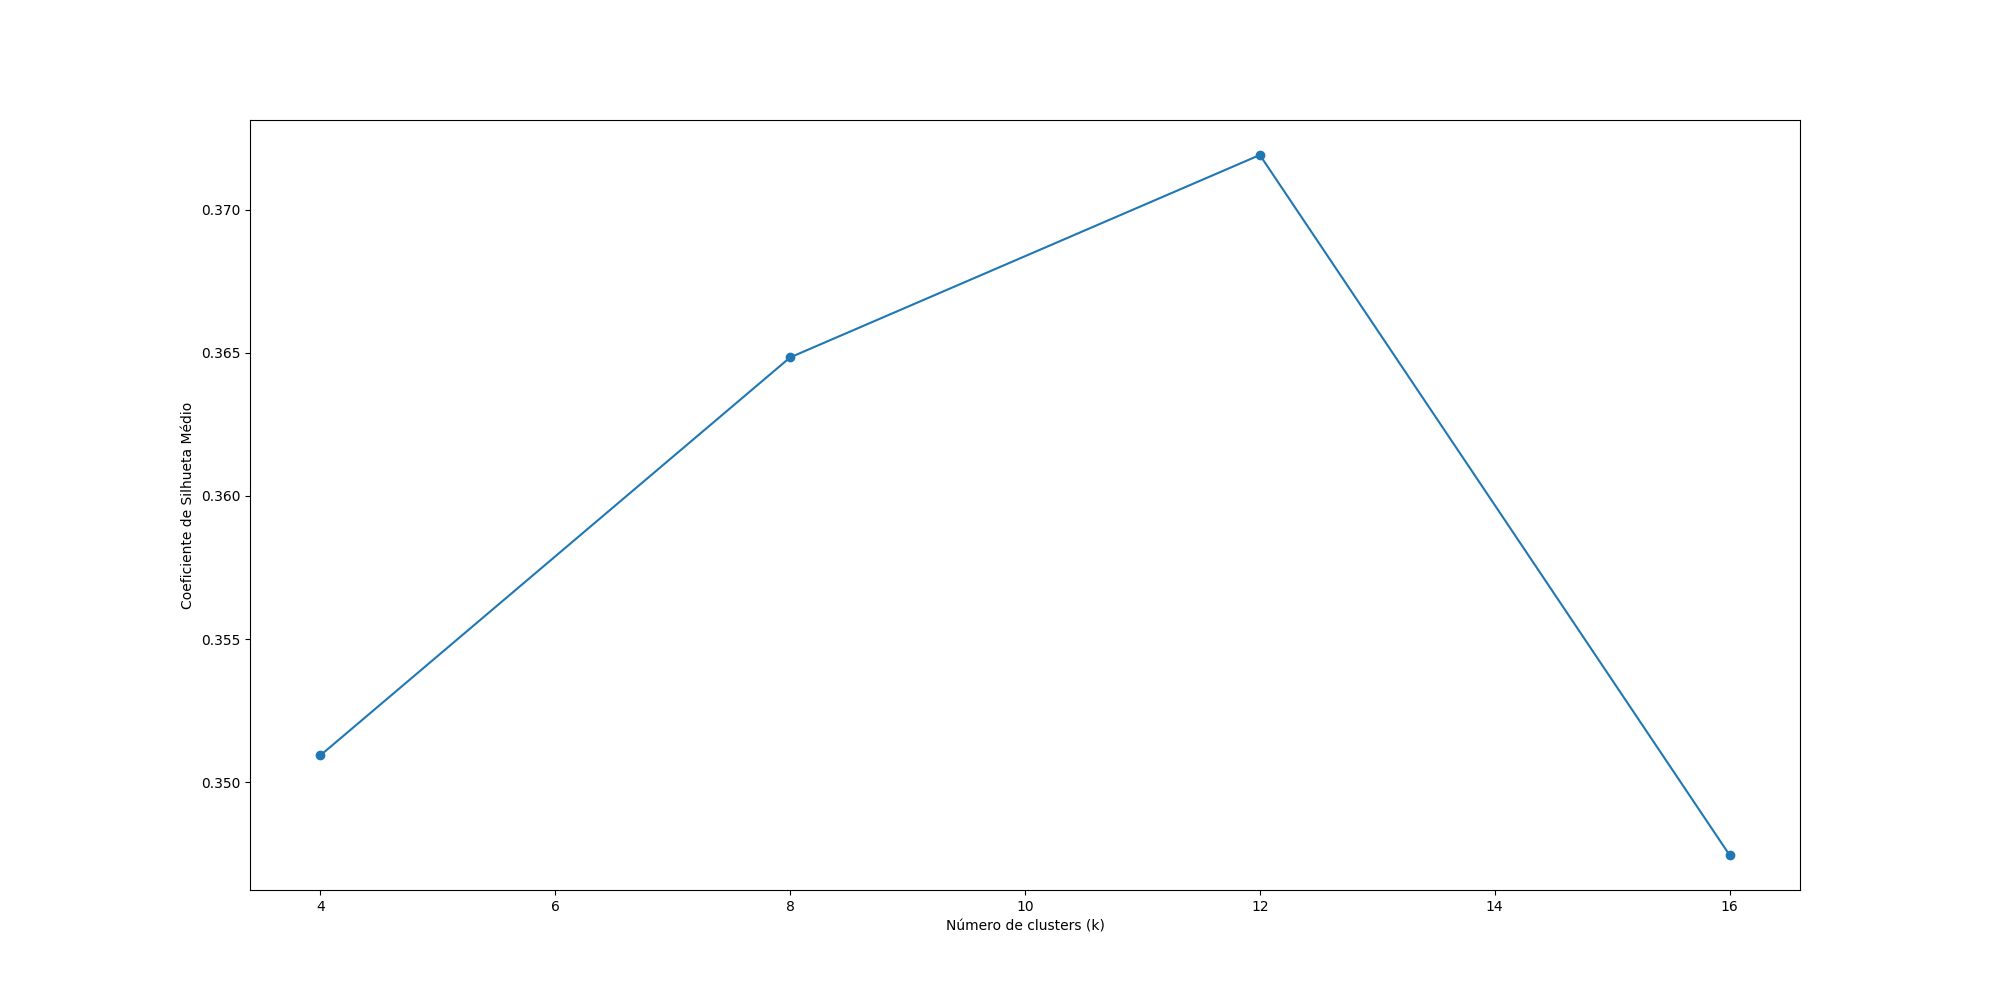 0.370
0.365
0.360
0.355
0.350
Coeficiente de Silhueta Médio
4 6 8 10 12 14 16
Número de clusters (k)